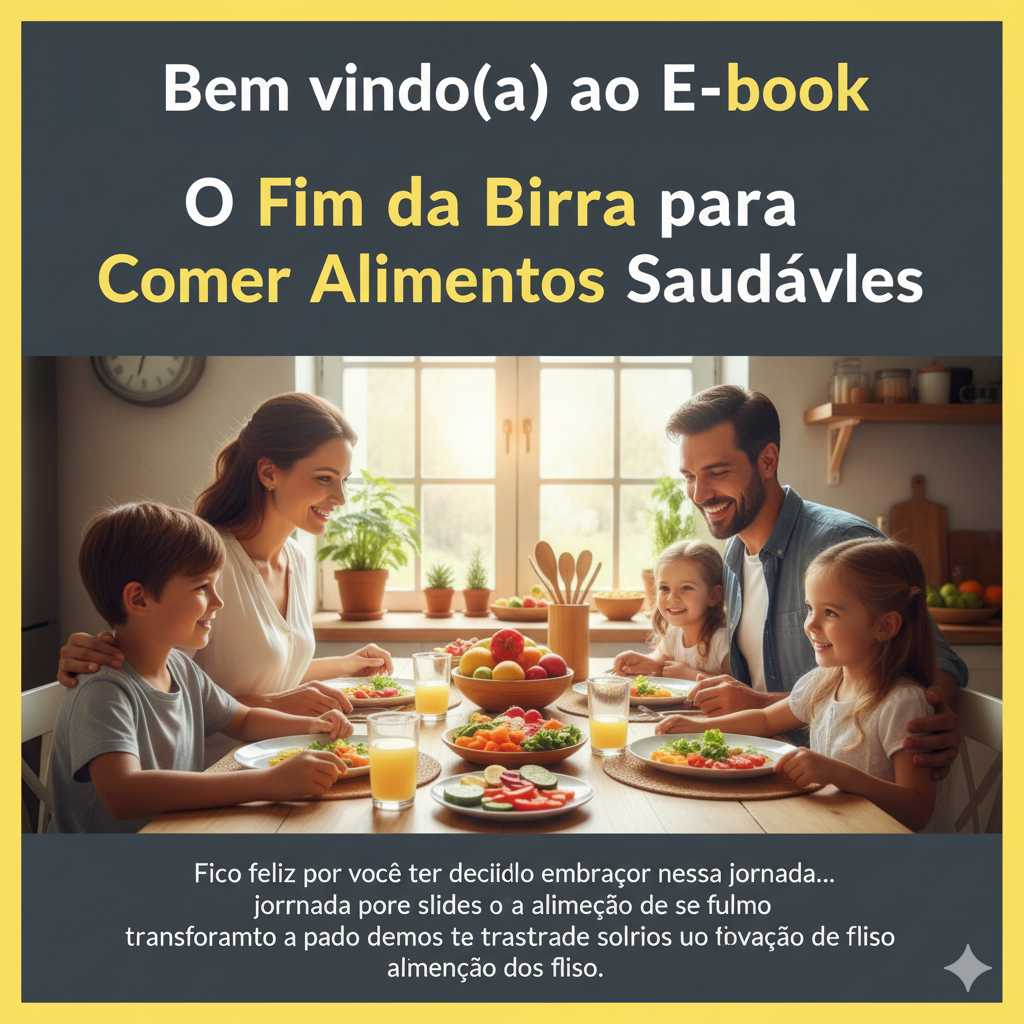 Bem vindo(a) ao E-book
O Fim da Birra para
Comer Alimentos Saudávles
Fico feliz por você ter deciidlo embraçor nessa jornada...
jorrnada pore slides o a alimeção de se fulmo
transforamto a pado demos te trastrade solrios uo fovação de fliso
almenção dos fliso.